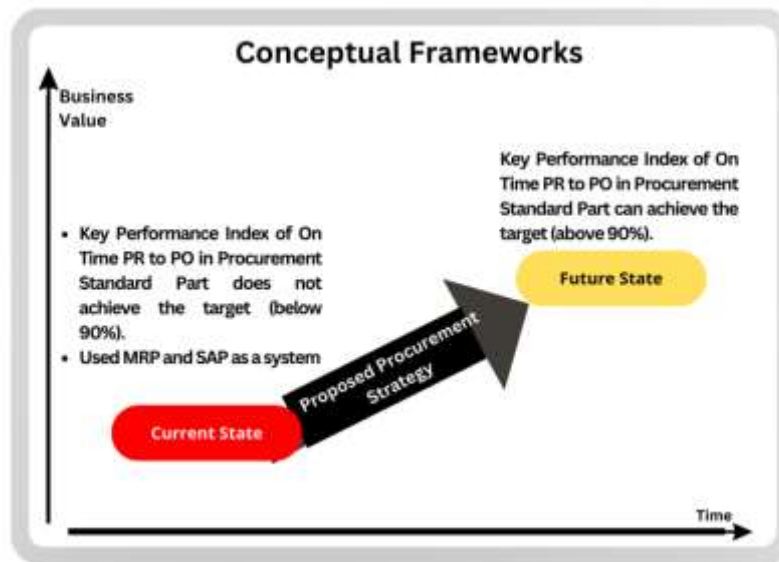 Conceptual Frameworks
Business
Value
Key Performance Index of On
Time PR to PO in Procurement
Standard Part can achieve the
target (above 90%).
• Key Performance Index of On
Time PR to PO in Procurement
Standard Part does not
achieve the target (below
90%).
• Used MRP and SAP as a system
Future State
Proposed Procurement
Strategy
Current State
Time